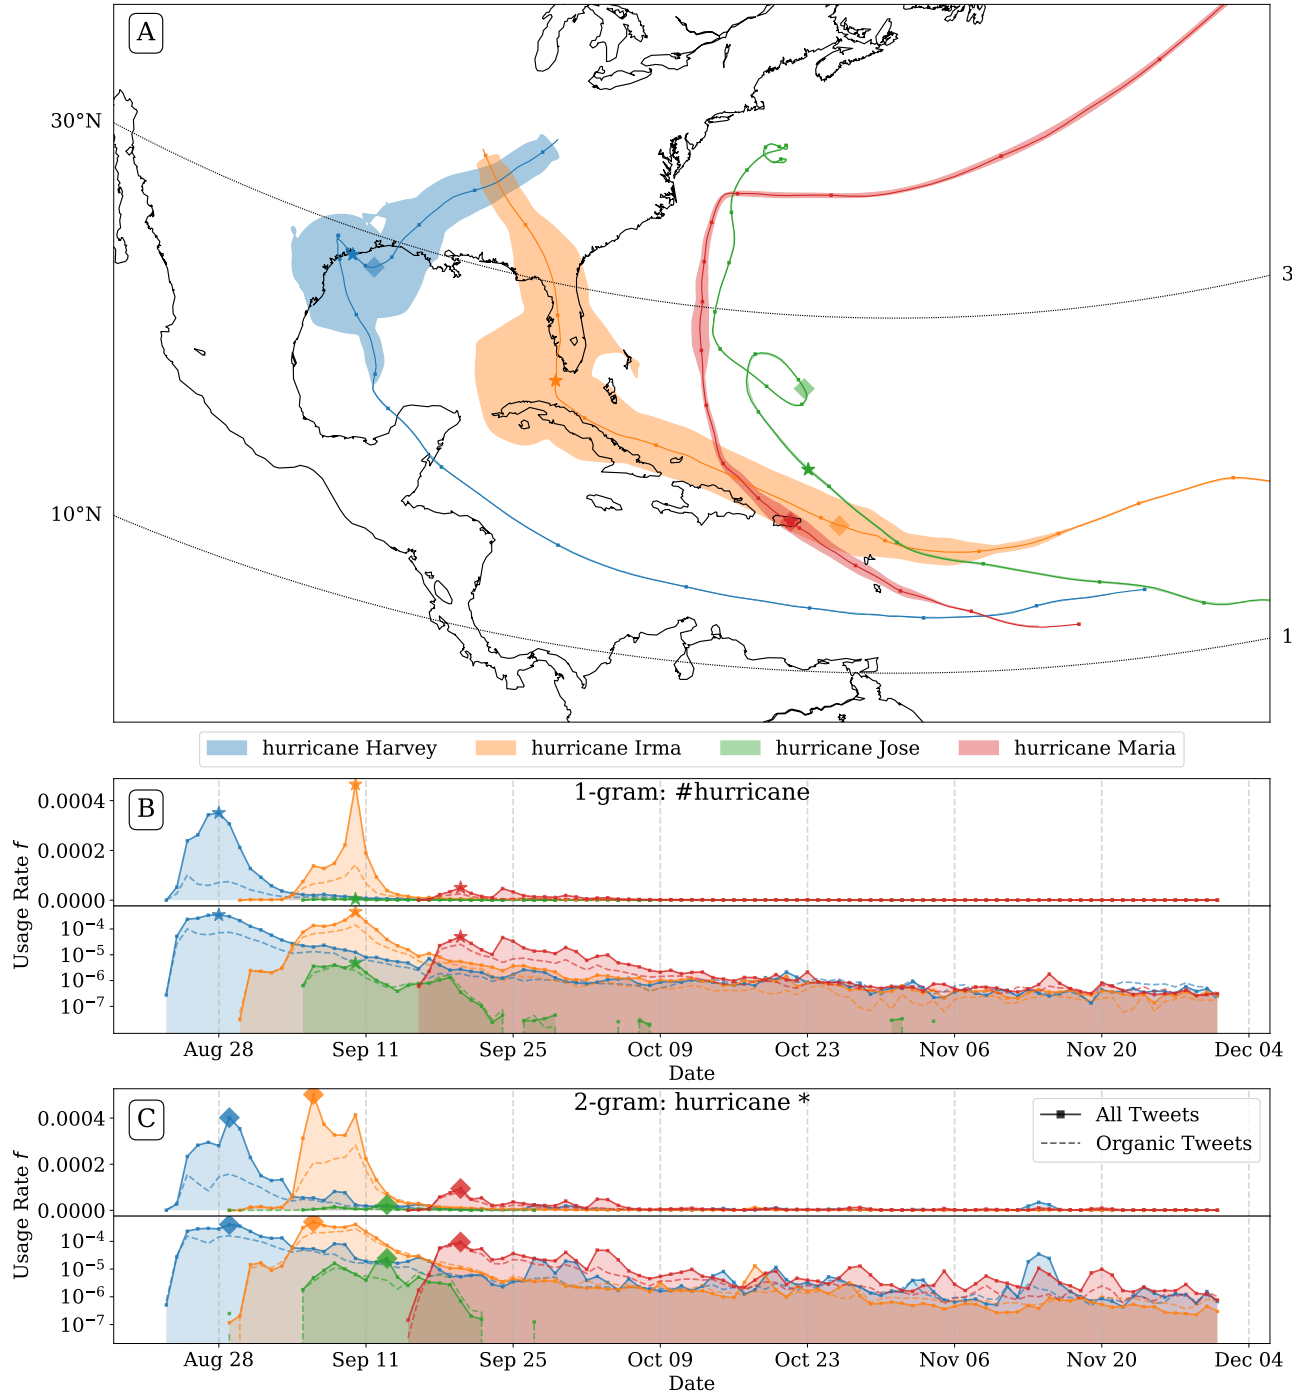 A
30°N
3
10°N
1
hurricane Harvey hurricane Irma hurricane Jose hurricane Maria
B
1-gram: #hurricane
Usage Rate f
0.0004
0.0002
0.0000
10⁻⁴
10⁻⁵
10⁻⁶
10⁻⁷
Aug 28 Sep 11 Sep 25 Oct 09 Oct 23 Nov 06 Nov 20 Dec 04
Date
C
2-gram: hurricane *
All Tweets
Organic Tweets
Usage Rate f
0.0004
0.0002
0.0000
10⁻⁴
10⁻⁵
10⁻⁶
10⁻⁷
Aug 28 Sep 11 Sep 25 Oct 09 Oct 23 Nov 06 Nov 20 Dec 04
Date